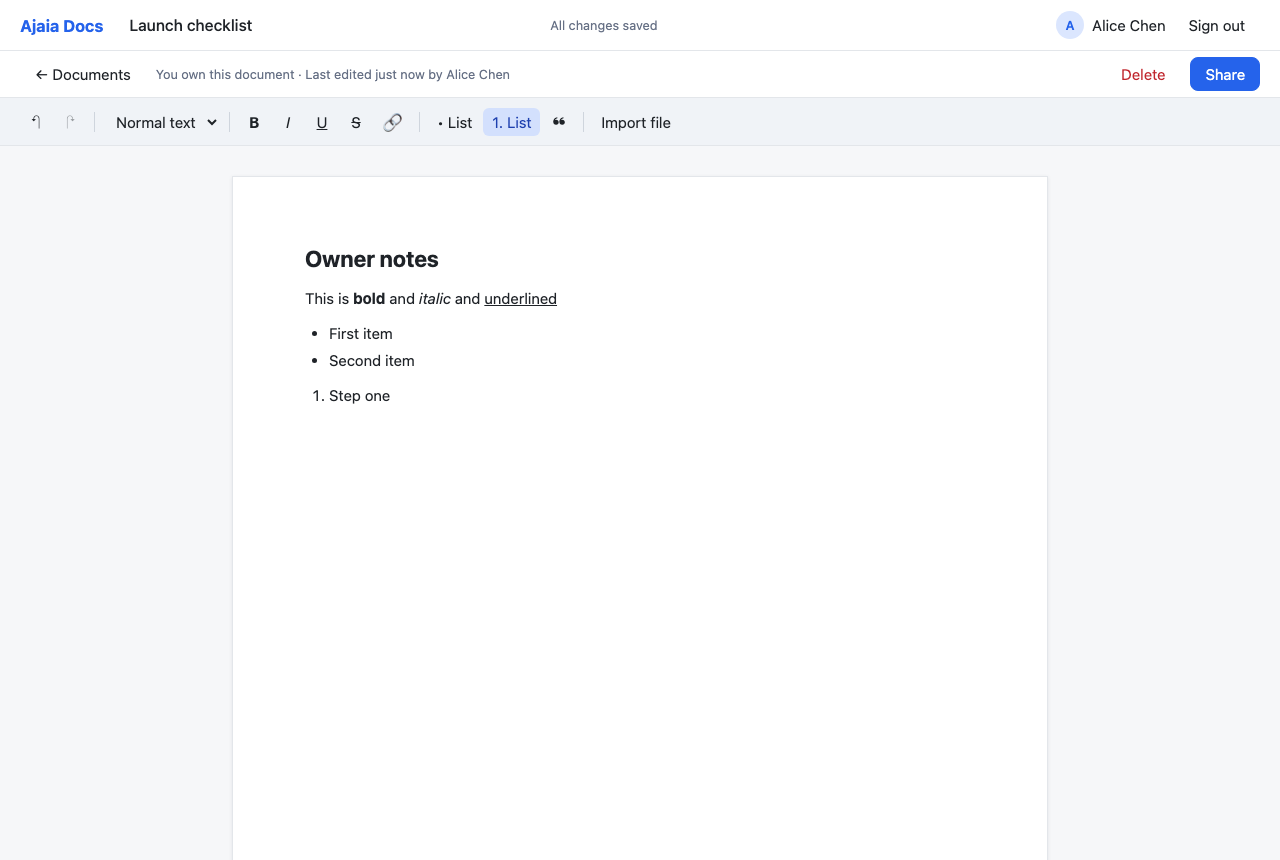 Ajaia Docs Launch checklist All changes saved A Alice Chen Sign out
← Documents You own this document · Last edited just now by Alice Chen Delete Share
Normal text B I U S • List 1. List ❝ Import file
Owner notes
This is bold and italic and underlined
• First item
• Second item
1. Step one